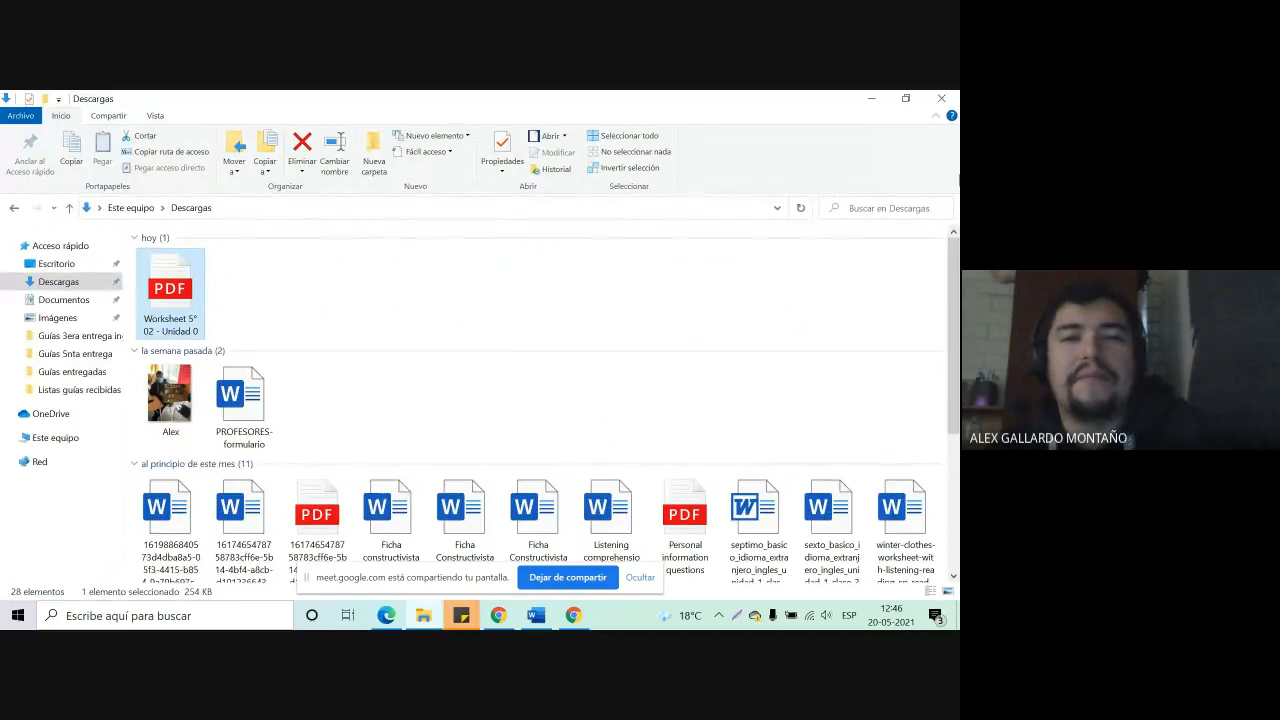 Descargas
Archivo Inicio Compartir Vista
Anclar al Acceso rápido
Copiar
Pegar
Cortar
Copiar ruta de acceso
Pegar acceso directo
Portapapeles
Mover a
Copiar a
Eliminar
Cambiar nombre
Organizar
Nueva carpeta
Nuevo elemento
Fácil acceso
Nuevo
Propiedades
Abrir
Modificar
Historial
Abrir
Seleccionar todo
No seleccionar nada
Invertir selección
Seleccionar
Este equipo > Descargas
Buscar en Descargas
Acceso rápido
Escritorio
Descargas
Documentos
Imágenes
Guías 3era entrega in
Guías 5nta entrega
Guías entregadas
Listas guías recibidas
OneDrive
Este equipo
Red
hoy (1)
PDF
Worksheet 5°
02 - Unidad 0
la semana pasada (2)
Alex
W
PROFESORES-
formulario
al principio de este mes (11)
W
16198868405
73d4dba8a5-0
5f3-4415-b85
W
16174654787
58783cff6e-5b
14-4bf4-a8cb-
PDF
16174654787
58783cff6e-5b
W
Ficha
constructivista
W
Ficha
Constructivista
W
Ficha
Constructivista
W
Listening
comprehensio
PDF
Personal
information
questions
W
septimo_basic
o_idioma_extr
anjero_ingles_
W
sexto_basico_i
dioma_extran
jero_ingles_un
W
winter-clothes-
worksheet-wit
h-listening-rea
meet.google.com está compartiendo tu pantalla.
Dejar de compartir
Ocultar
28 elementos 1 elemento seleccionado 254 KB
Escribe aquí para buscar
18°C
ESP
12:46
20-05-2021
3
ALEX GALLARDO MONTAÑO